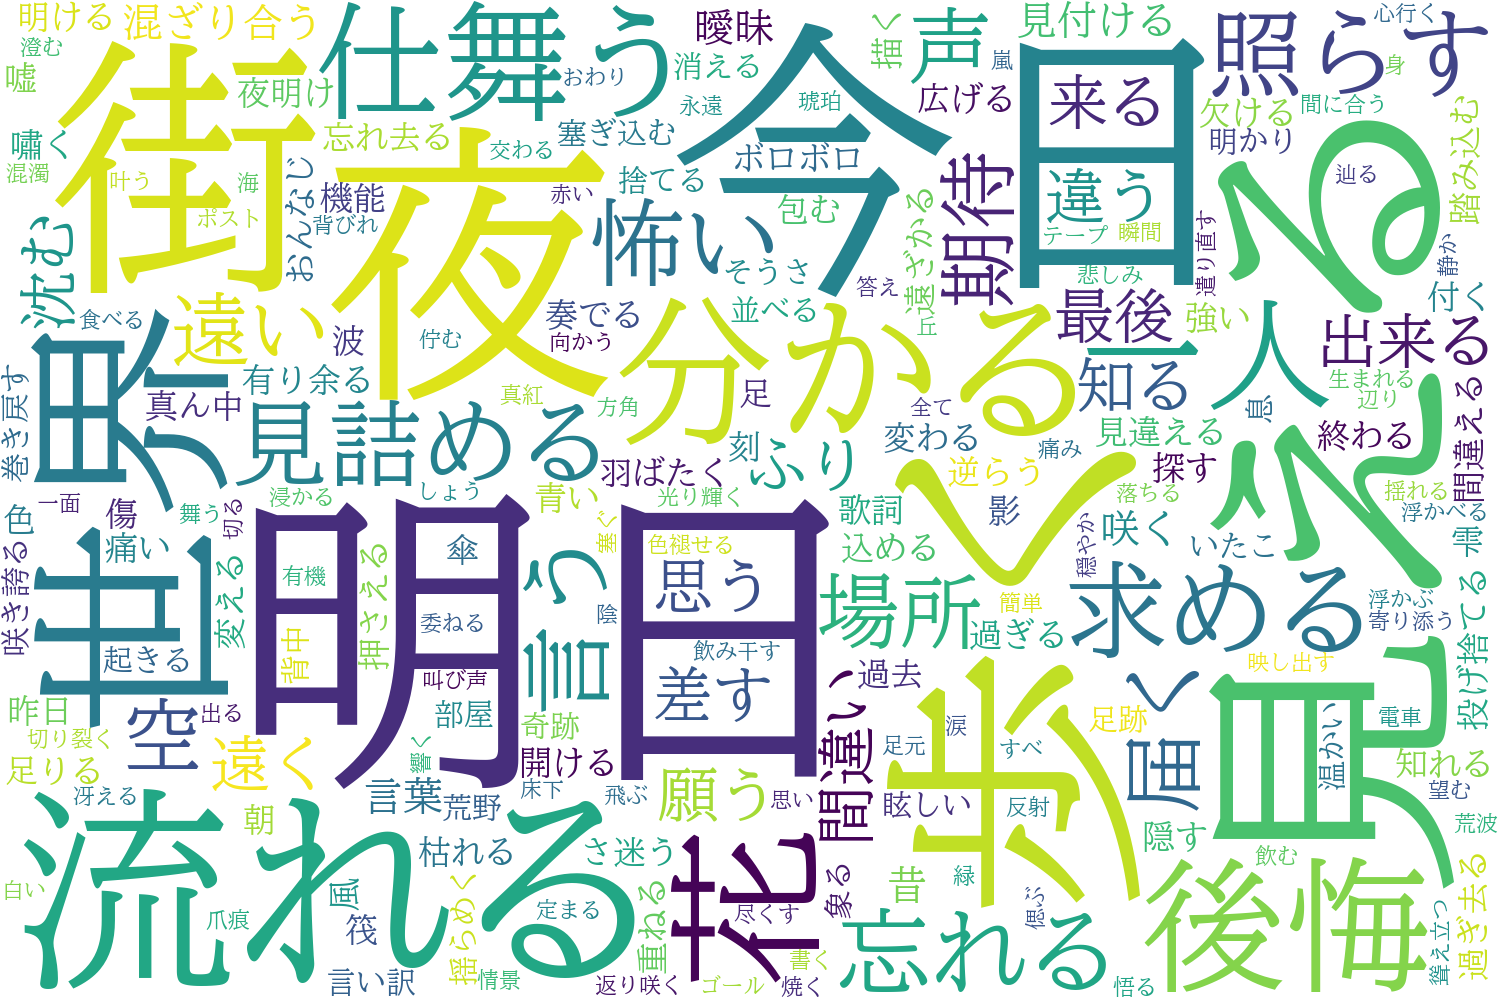 明ける
混ざり合う
仕舞う
曖昧
描く
声
見付ける
心行く
照らす
澄む
嘘
夜明け
街
夜
今日
消える
おわり
永遠
琥珀
嵐
広げる
来る
欠ける
間に合う
身
明かり
踏み込む
嘯く
混濁
叶う
海
忘れ去る
塞ぎ込む
交わる
ボロボロ
機能
赤い
捨てる
包む
怖い
違う
辿る
見える
沈む
ポスト
おんなじ
背びれ
遠い
そうさ
遠ざかる
期待
テープ
瞬間
遣り直す
静か
答え
悲しみ
付く
食べる
波
佇む
奏でる
向かう
並べる
丘
最後
強い
一人
出来る
世界
有り余る
分かる
知る
生まれる
辺り
巻き戻す
真ん中
見詰める
真紅
方角
足
全て
変わる
痛み
見違える
息
終わる
間違える
刻
ふり
羽ばたく
逆らう
探す
一面
傷
浸かる
しょう
青い
光り輝く
歌詞
影
落ちる
揺れる
浮かべる
色
痛い
舞う
切る
明日
塞ぐ
色褪せる
込める
歩く
穏やか
咲く
いたこ
雫
咲き誇る
変える
有機
押さえる
傘
言う
思う
場所
簡単
求める
浮かぶ
寄り添う
起きる
背中
委ねる
陰
飲み干す
差す
過ぎる
映し出す
投げ捨てる
昨日
空
出る
叫び声
部屋
奇跡
間違い
過去
足跡
届く
温かい
電車
切り裂く
遠く
響く
開ける
足元
涙
すべ
知れる
足りる
冴える
言葉
荒野
床下
飛ぶ
願う
思い
眩しい
反射
望む
流れる
朝
枯れる
さ迷う
花
昔
緑
隠す
飲む
荒波
白い
爪痕
風
筏
揺らめく
定まる
重ねる
尽くす
象る
忘れる
偲ぶ
後悔
聳え立つ
過ぎ去る
言い訳
情景
返り咲く
ゴール
書く
焼く
悟る